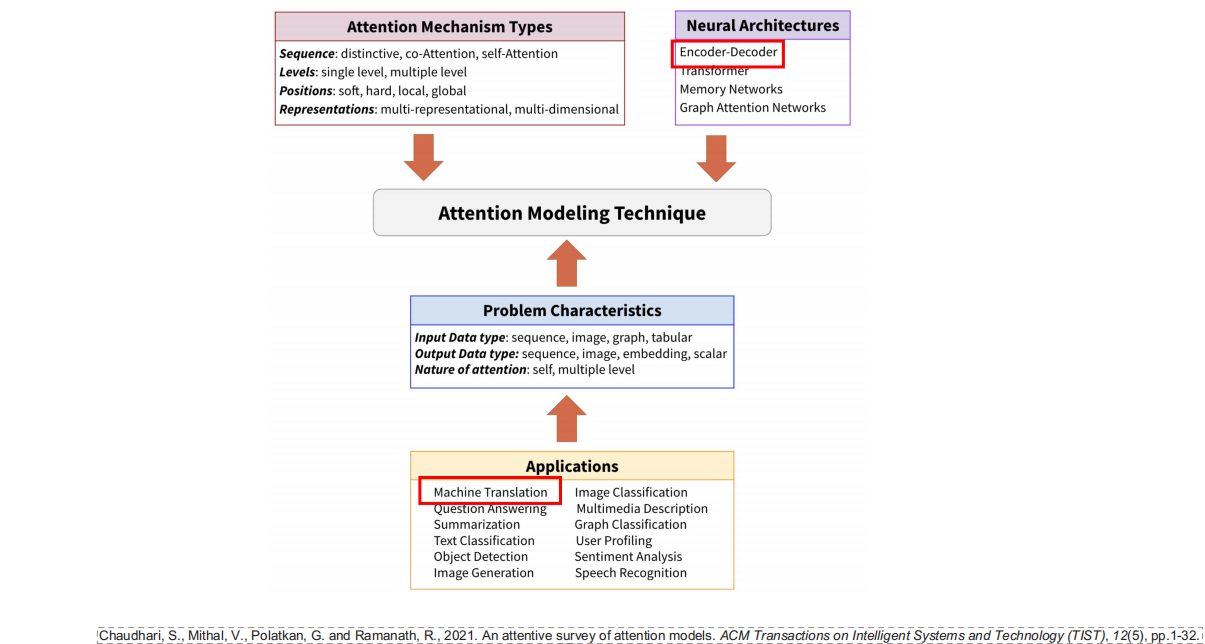 Attention Mechanism Types
Sequence: distinctive, co-Attention, self-Attention
Levels: single level, multiple level
Positions: soft, hard, local, global
Representations: multi-representational, multi-dimensional
Neural Architectures
Encoder-Decoder
Transformer
Memory Networks
Graph Attention Networks
Attention Modeling Technique
Problem Characteristics
Input Data type: sequence, image, graph, tabular
Output Data type: sequence, image, embedding, scalar
Nature of attention: self, multiple level
Applications
Machine Translation
Question Answering
Summarization
Text Classification
Object Detection
Image Generation
Image Classification
Multimedia Description
Graph Classification
User Profiling
Sentiment Analysis
Speech Recognition
Chaudhari, S., Mithal, V., Polatkan, G. and Ramanath, R., 2021. An attentive survey of attention models. ACM Transactions on Intelligent Systems and Technology (TIST), 12(5), pp.1-32.